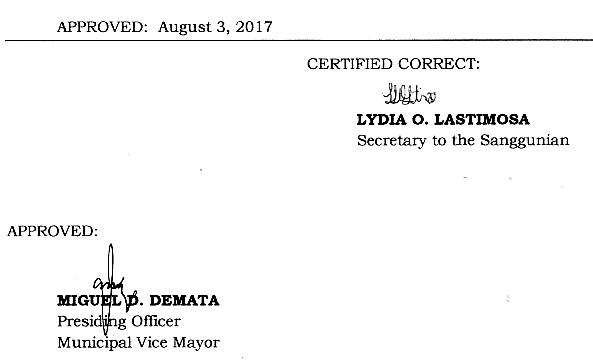 APPROVED: August 3, 2017
CERTIFIED CORRECT:
LYDIA O. LASTIMOSA
Secretary to the Sanggunian
APPROVED:
MIGUEL D. DEMATA
Presiding Officer
Municipal Vice Mayor